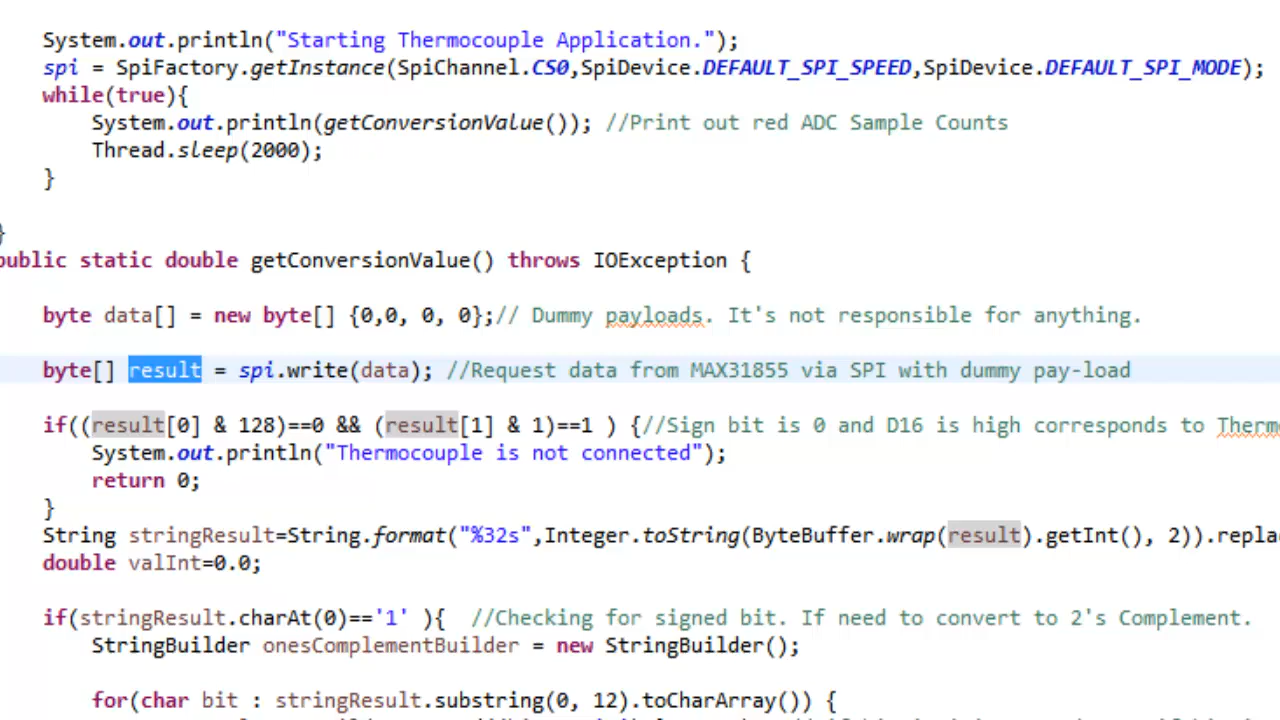 System.out.println("Starting Thermocouple Application.");
spi = SpiFactory.getInstance(SpiChannel.CS0,SpiDevice.DEFAULT_SPI_SPEED,SpiDevice.DEFAULT_SPI_MODE);
while(true){
System.out.println(getConversionValue()); //Print out red ADC Sample Counts
Thread.sleep(2000);
}
}
public static double getConversionValue() throws IOException {
byte data[] = new byte[] {0,0, 0, 0};// Dummy payloads. It's not responsible for anything.
byte[] result = spi.write(data); //Request data from MAX31855 via SPI with dummy pay-load
if((result[0] & 128)==0 && (result[1] & 1)==1 ) {//Sign bit is 0 and D16 is high corresponds to Therm
System.out.println("Thermocouple is not connected");
return 0;
}
String stringResult=String.format("%32s",Integer.toString(ByteBuffer.wrap(result).getInt(), 2)).repla
double valInt=0.0;
if(stringResult.charAt(0)=='1' ){  //Checking for signed bit. If need to convert to 2's Complement.
StringBuilder onesComplementBuilder = new StringBuilder();
for(char bit : stringResult.substring(0, 12).toCharArray()) {